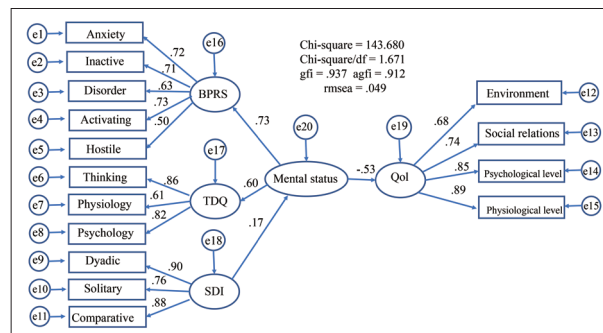 e1 Anxiety
e2 Inactive
e3 Disorder
e4 Activating
e5 Hostile
e6 Thinking
e7 Physiology
e8 Psychology
e9 Dyadic
e10 Solitary
e11 Comparative
.72
.71
.63
.73
.50
.86
.61
.82
.90
.76
.88
e16
BPRS
e17
TDQ
e18
SDI
Chi-square = 143.680
Chi-square/df = 1.671
gfi = .937 agfi = .912
rmsea = .049
.73
.60
.17
e20
Mental status
-.53
e19
Qol
.68
.74
.85
.89
Environment e12
Social relations e13
Psychological level e14
Physiological level e15